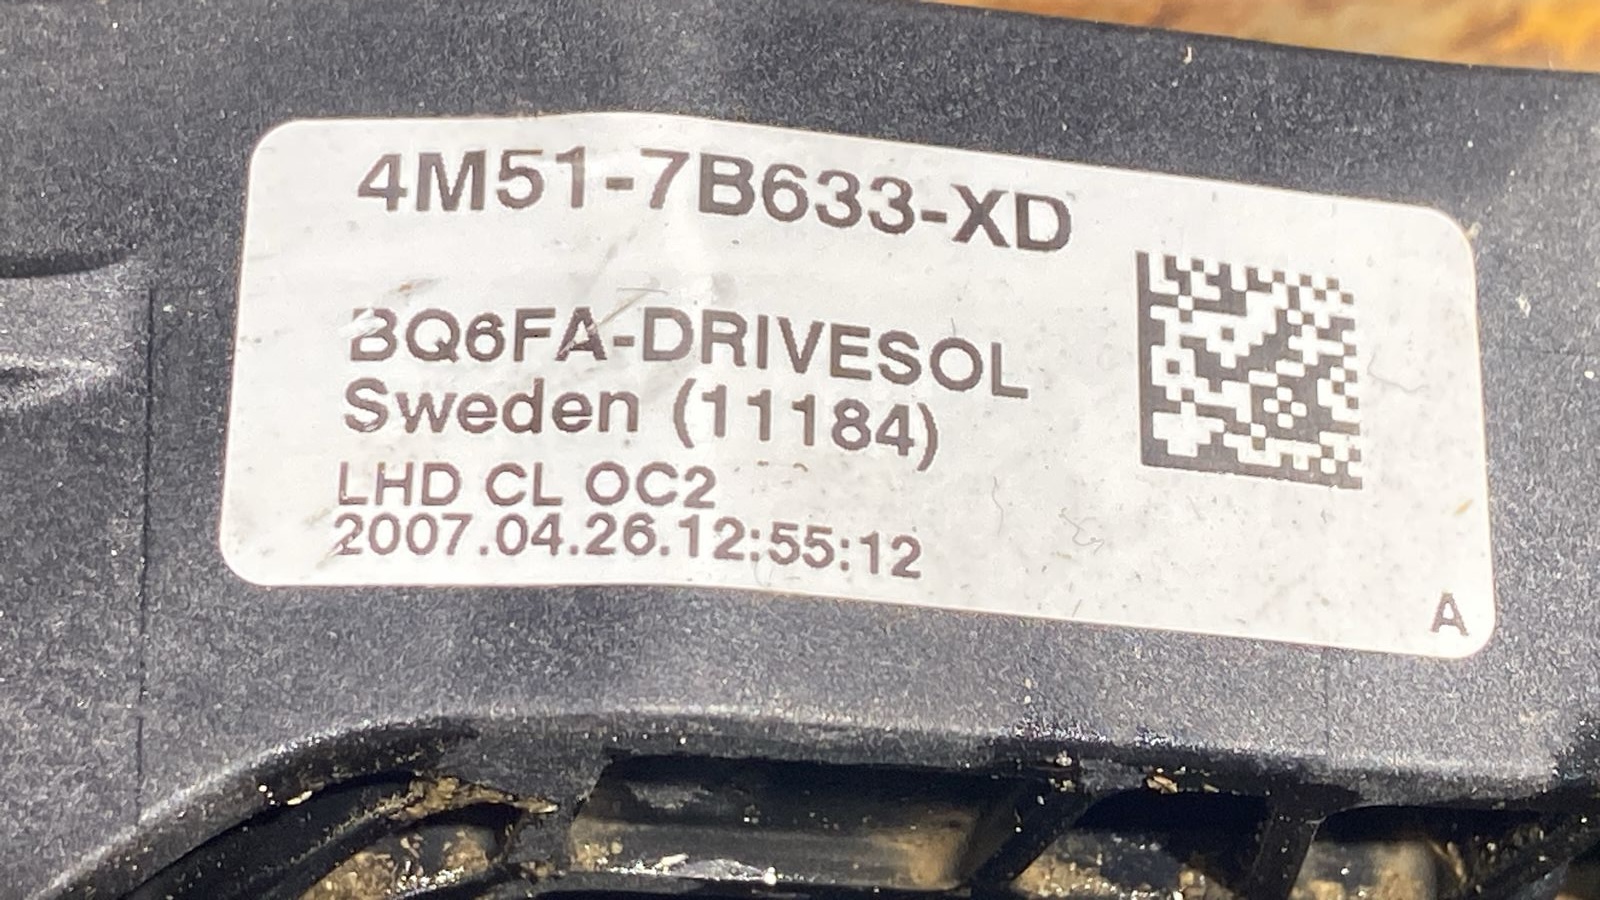 4M51-7B633-XD
BQ6FA-DRIVESOL
Sweden (11184)
LHD CL OC2
2007.04.26.12:55:12
A